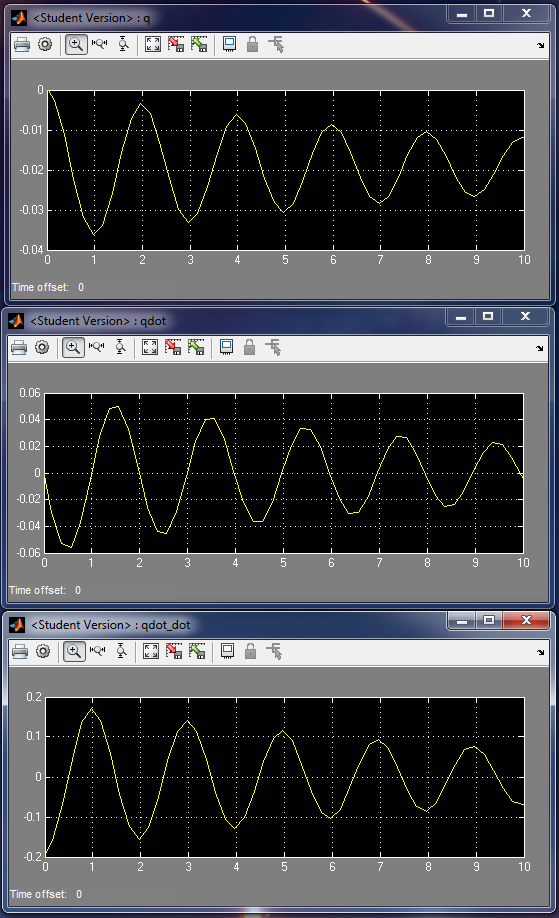 <Student Version> : q
0
-0.01
-0.02
-0.03
-0.04
0 1 2 3 4 5 6 7 8 9 10
Time offset: 0
<Student Version> : qdot
0.06
0.04
0.02
0
-0.02
-0.04
-0.06
0 1 2 3 4 5 6 7 8 9 10
Time offset: 0
<Student Version> : qdot_dot
0.2
0.1
0
-0.1
-0.2
0 1 2 3 4 5 6 7 8 9 10
Time offset: 0